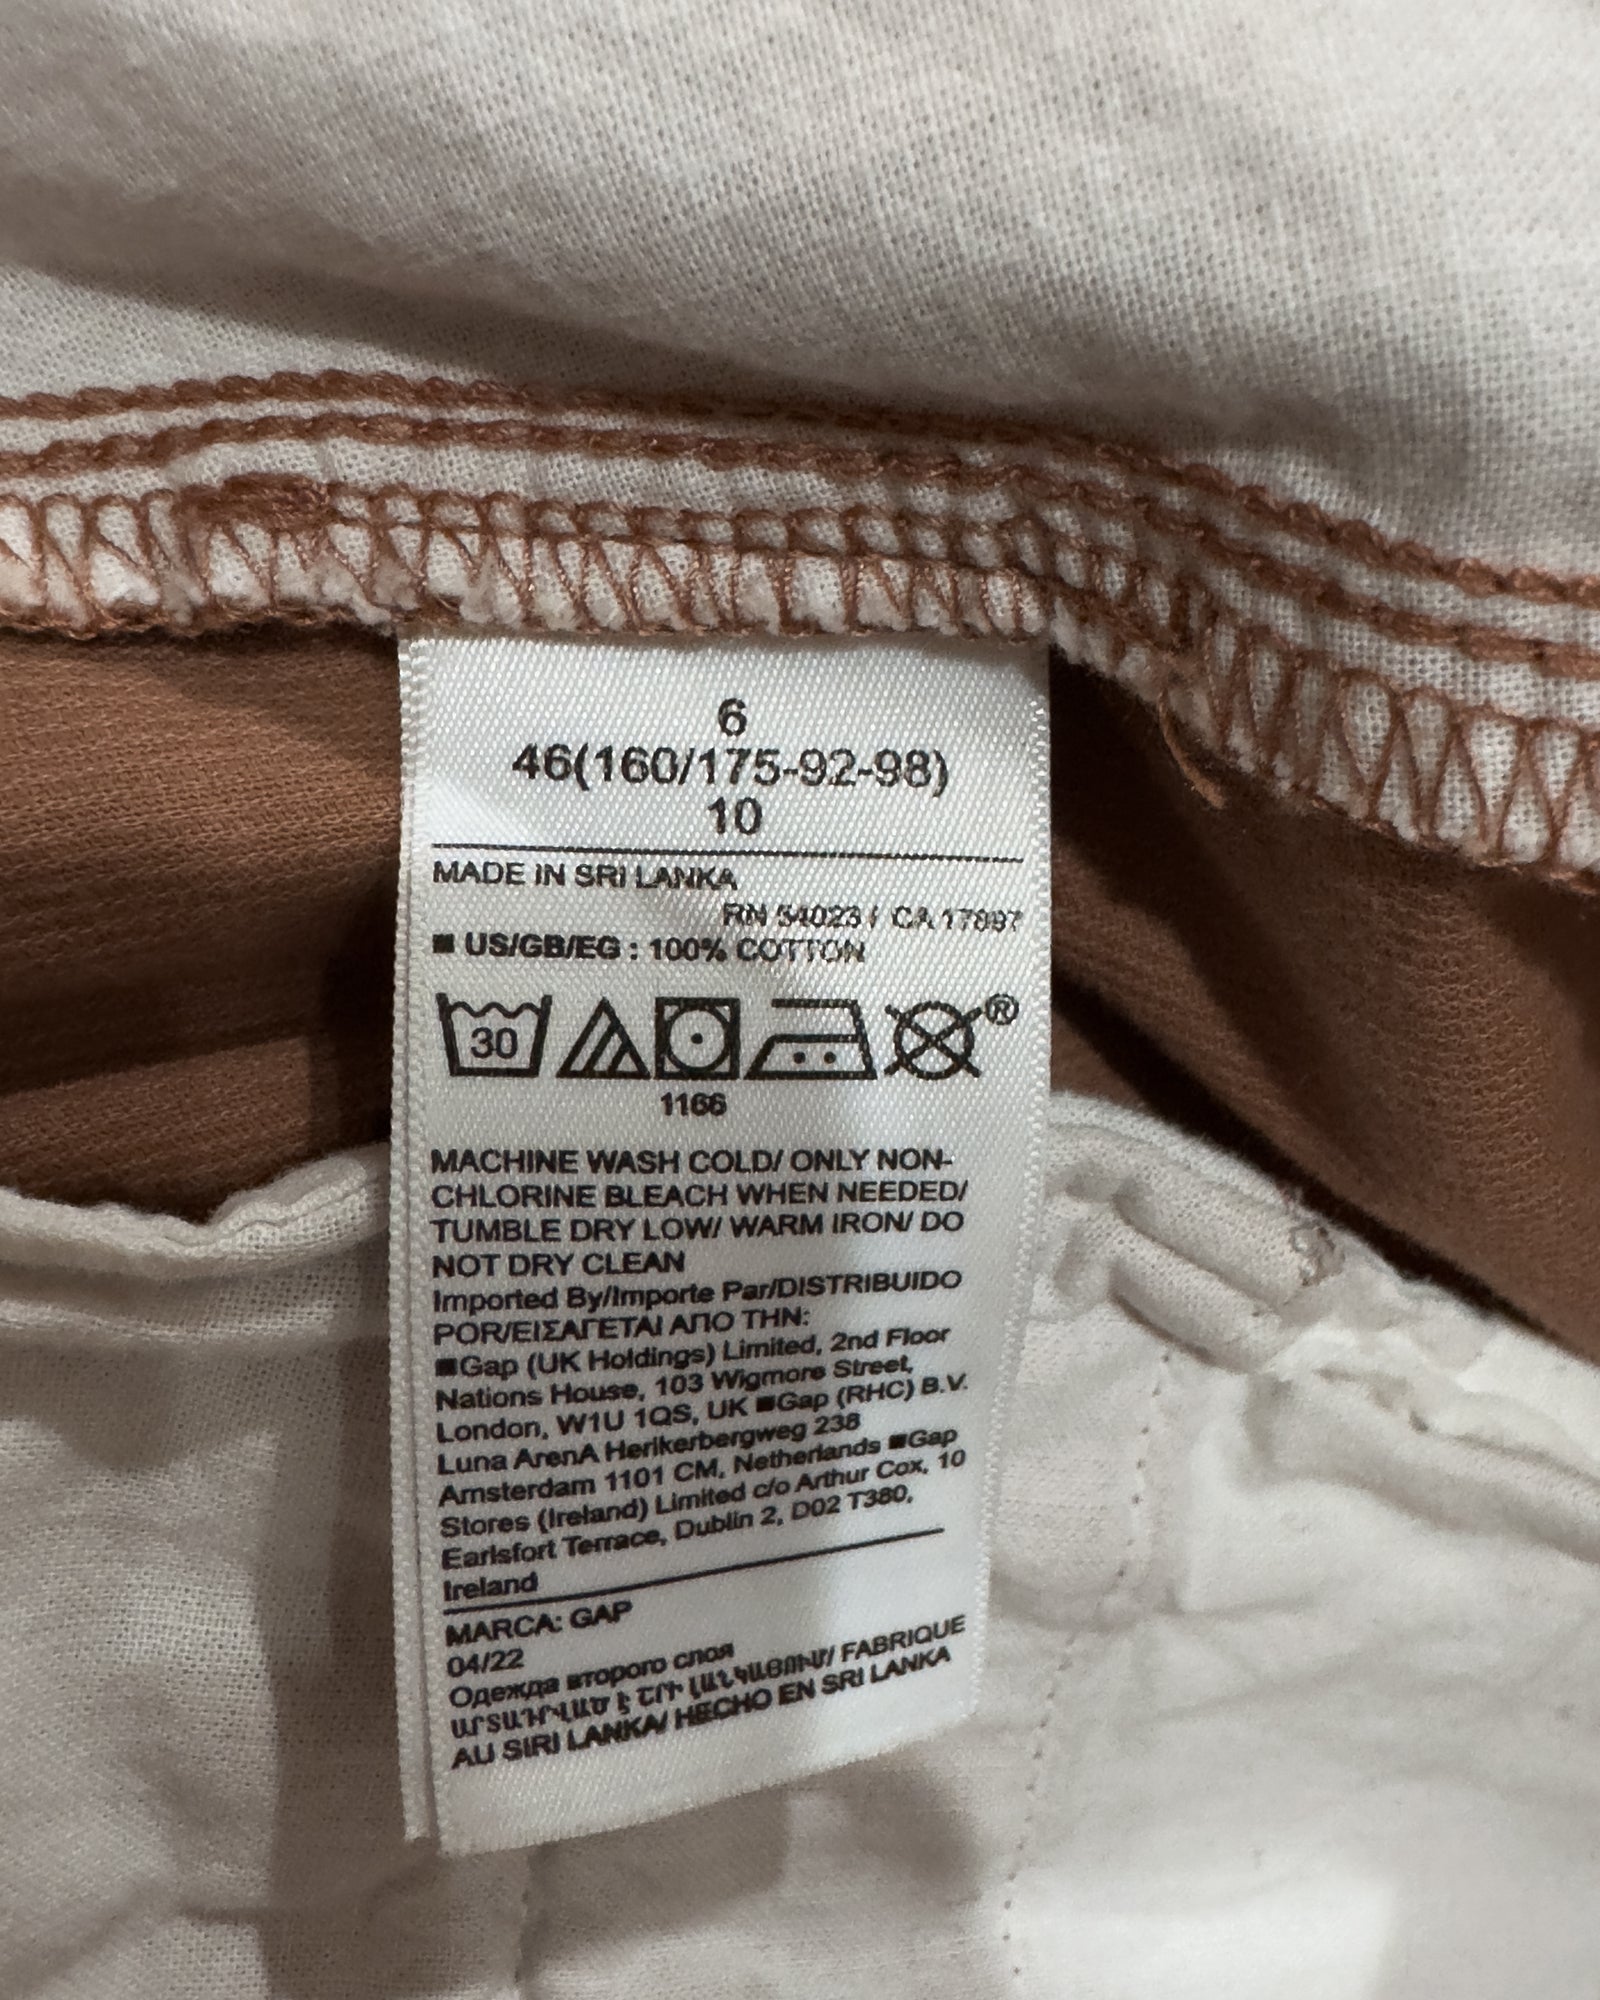 6
46(160/175-92-98)
10
MADE IN SRI LANKA
RN 54023 / CA 17897
■ US/GB/EG : 100% COTTON
30
®
1166
MACHINE WASH COLD/ ONLY NON-
CHLORINE BLEACH WHEN NEEDED/
TUMBLE DRY LOW/ WARM IRON/ DO
NOT DRY CLEAN
Imported By/Importe Par/DISTRIBUIDO
POR/ΕΙΣΑΓΕΤΑΙ ΑΠΟ ΤΗΝ:
■Gap (UK Holdings) Limited, 2nd Floor
Nations House, 103 Wigmore Street,
London, W1U 1QS, UK ■Gap (RHC) B.V.
Luna ArenA Herikerbergweg 238
Amsterdam 1101 CM, Netherlands ■Gap
Stores (Ireland) Limited c/o Arthur Cox, 10
Earlsfort Terrace, Dublin 2, D02 T380,
Ireland
MARCA: GAP
04/22
Одежда второго слоя
ԱՐՏԱԴՐՎԱԾ Է ՇՐԻ ԼԱՆԿԱՅՈՒՄ/ FABRIQUE
AU SIRI LANKA/ HECHO EN SRI LANKA